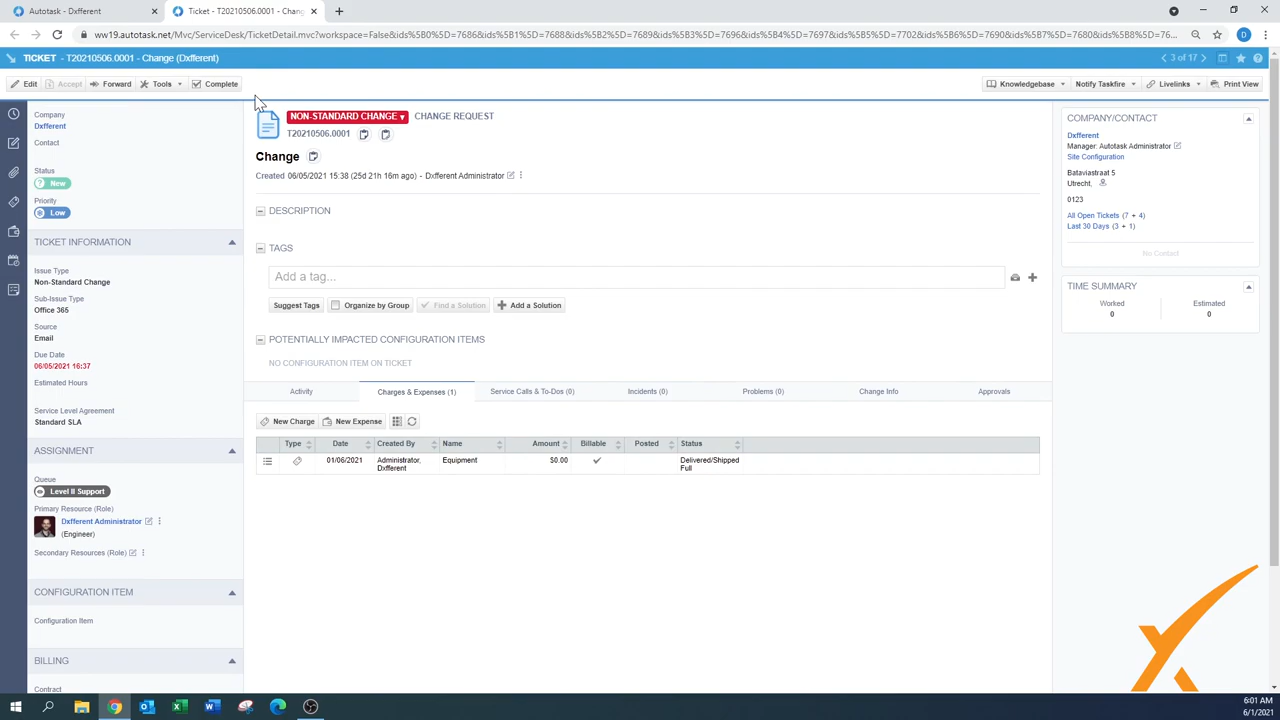 Autotask - Dxfferent
Ticket - T20210506.0001 - Chang
ww19.autotask.net/Mvc/ServiceDesk/TicketDetail.mvc?workspace=False&ids%5B0%5D=7686&ids%5B1%5D=7688&ids%5B2%5D=7689&ids%5B3%5D=7696&ids%5B4%5D=7697&ids%5B5%5D=7702&ids%5B6%5D=7690&ids%5B7%5D=7680&ids%5B8%5D=7...
TICKET - T20210506.0001 - Change (Dxfferent)
3 of 17
Edit
Accept
Forward
Tools
Complete
Knowledgebase
Notify Taskfire
Livelinks
Print View
Company
Dxfferent
Contact
Status
New
Priority
Low
TICKET INFORMATION
Issue Type
Non-Standard Change
Sub-Issue Type
Office 365
Source
Email
Due Date
06/05/2021 16:37
Estimated Hours
Service Level Agreement
Standard SLA
ASSIGNMENT
Queue
Level II Support
Primary Resource (Role)
Dxfferent Administrator
(Engineer)
Secondary Resources (Role)
CONFIGURATION ITEM
Configuration Item
BILLING
Contract
NON-STANDARD CHANGE
CHANGE REQUEST
T20210506.0001
Change
Created 06/05/2021 15:38 (25d 21h 16m ago) - Dxfferent Administrator
DESCRIPTION
TAGS
Add a tag...
Suggest Tags
Organize by Group
Find a Solution
Add a Solution
POTENTIALLY IMPACTED CONFIGURATION ITEMS
NO CONFIGURATION ITEM ON TICKET
Activity
Charges & Expenses (1)
Service Calls & To-Dos (0)
Incidents (0)
Problems (0)
Change Info
Approvals
New Charge
New Expense
Type Date Created By Name Amount Billable Posted Status
01/06/2021 Administrator, Dxfferent Equipment $0.00 Delivered/Shipped Full
COMPANY/CONTACT
Dxfferent
Manager: Autotask Administrator
Site Configuration
Bataviastraat 5
Utrecht,
0123
All Open Tickets (7 + 4)
Last 30 Days (3 + 1)
No Contact
TIME SUMMARY
Worked
0
Estimated
0
D
6:01 AM
6/1/2021